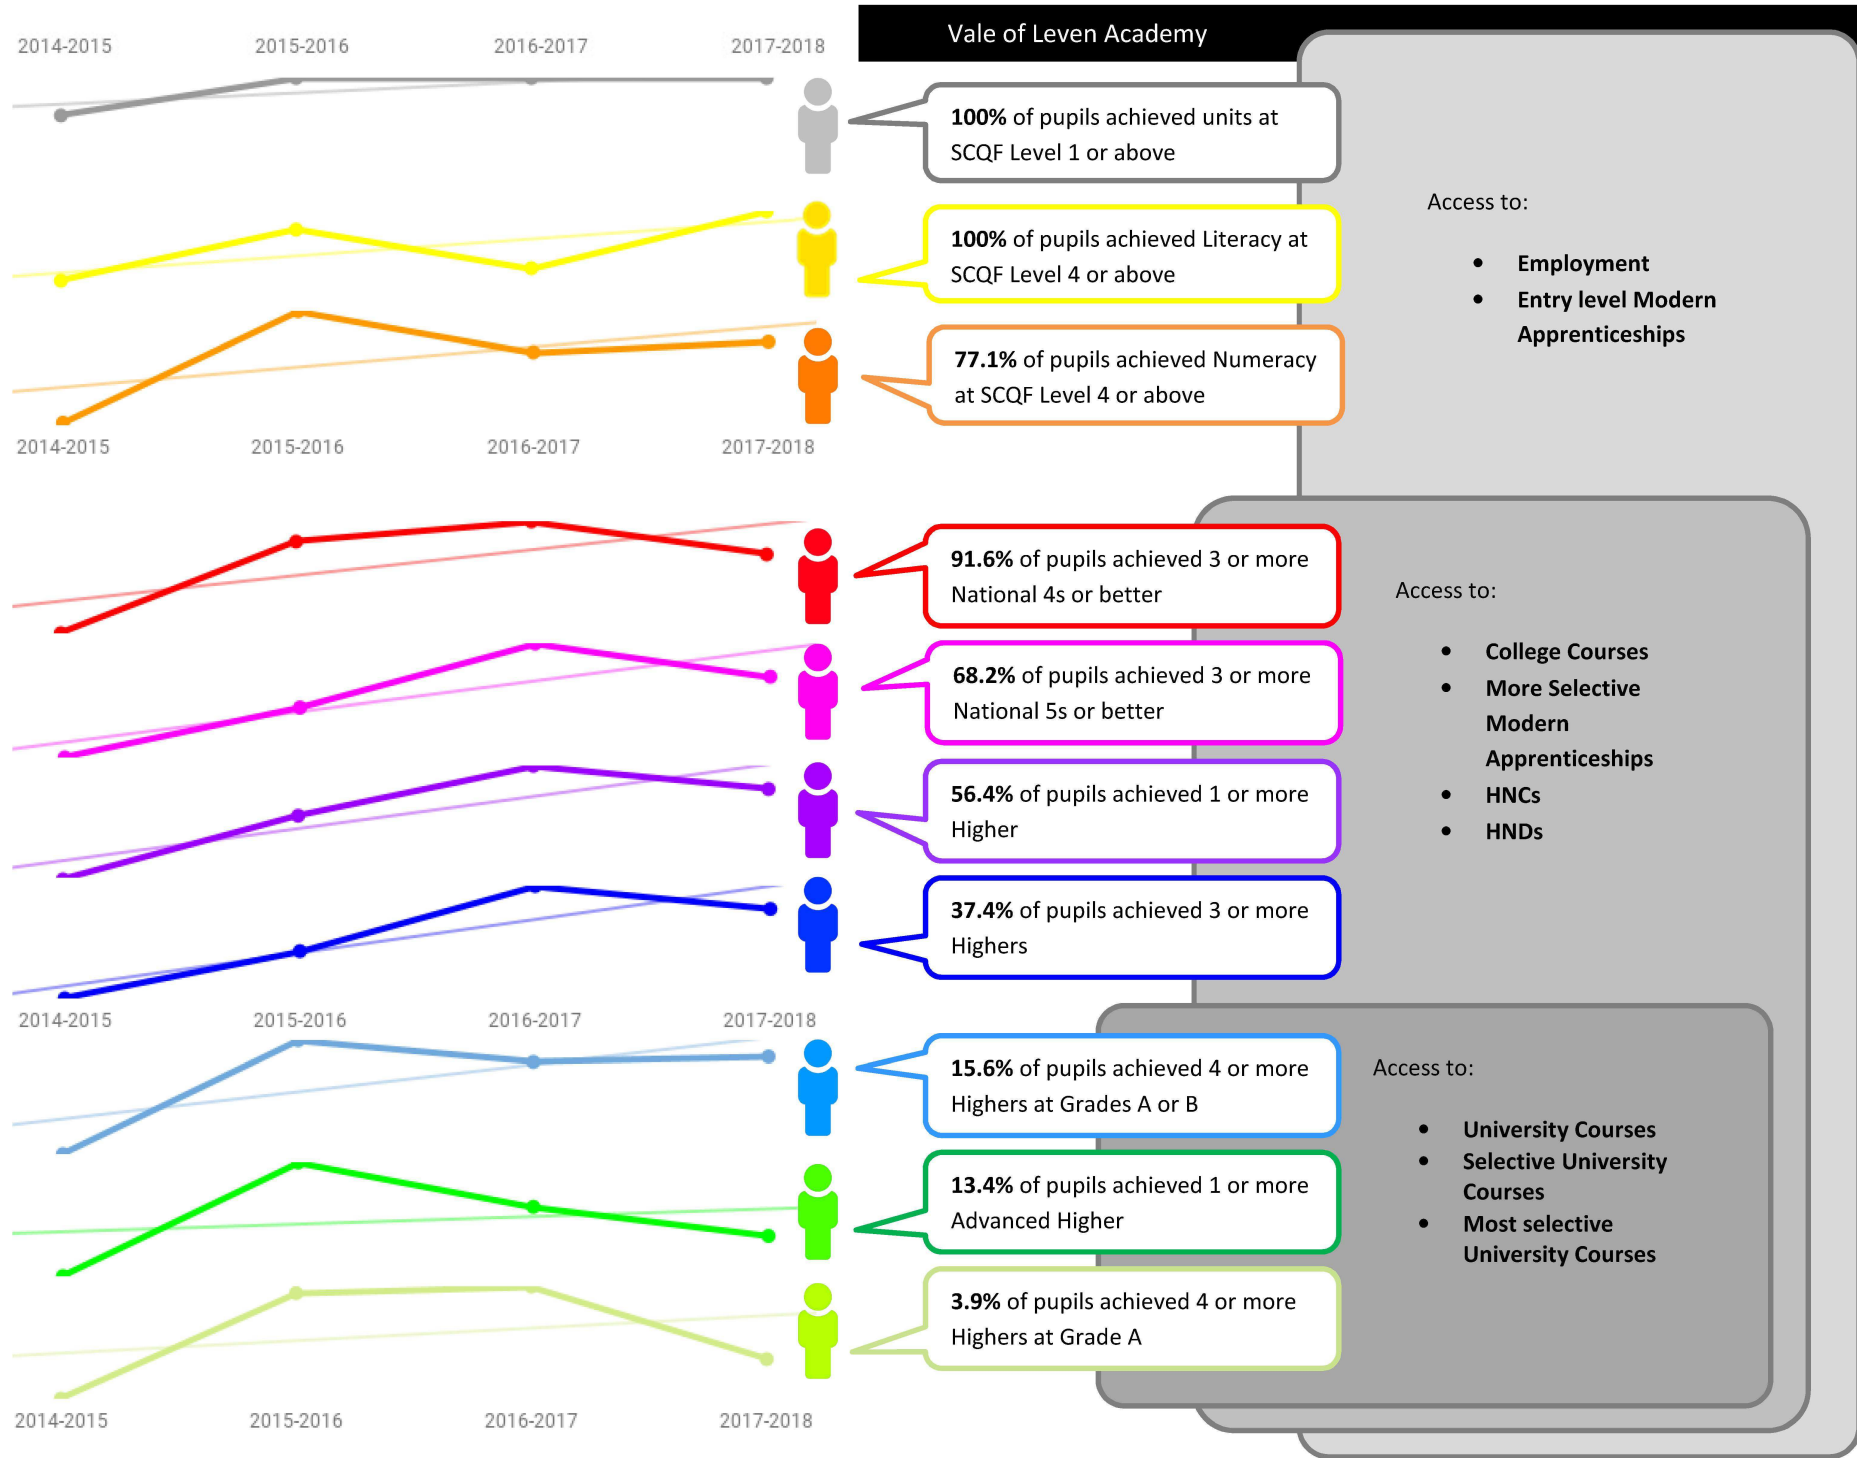 Vale of Leven Academy
2014-2015 2015-2016 2016-2017 2017-2018
100% of pupils achieved units at
SCQF Level 1 or above
100% of pupils achieved Literacy at
SCQF Level 4 or above
77.1% of pupils achieved Numeracy
at SCQF Level 4 or above
Access to:
• Employment
• Entry level Modern
Apprenticeships
2014-2015 2015-2016 2016-2017 2017-2018
91.6% of pupils achieved 3 or more
National 4s or better
68.2% of pupils achieved 3 or more
National 5s or better
56.4% of pupils achieved 1 or more
Higher
37.4% of pupils achieved 3 or more
Highers
Access to:
• College Courses
• More Selective
Modern
Apprenticeships
• HNCs
• HNDs
2014-2015 2015-2016 2016-2017 2017-2018
15.6% of pupils achieved 4 or more
Highers at Grades A or B
13.4% of pupils achieved 1 or more
Advanced Higher
3.9% of pupils achieved 4 or more
Highers at Grade A
Access to:
• University Courses
• Selective University
Courses
• Most selective
University Courses
2014-2015 2015-2016 2016-2017 2017-2018